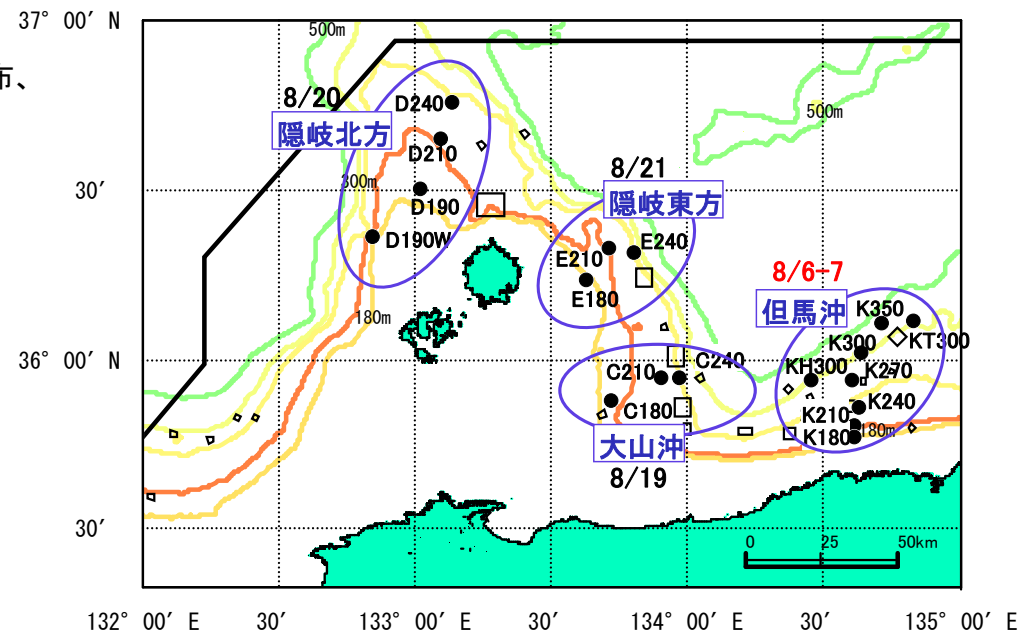 37° 00′ N
500m
布、
8/20
D240
隠岐北方
500m
D210
8/21
30′
300m
D190
隠岐東方
D190W
E240
E210
8/6-7
E180
但馬沖
K350
180m
KT300
K300
36° 00′ N
C240
C210
KH300
K270
C180
K240
K210
180m
K180
大山沖
8/19
30′
0
25
50km
132° 00′ E
30′
133° 00′ E
30′
134° 00′ E
30′
135° 00′ E